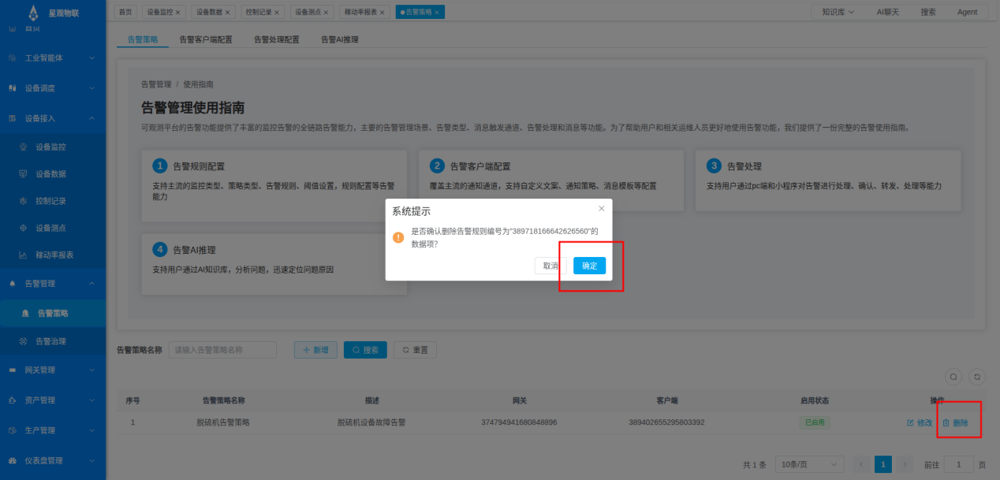 星观物联
首页
工业智能体
设备调度
设备接入
设备监控
设备数据
控制记录
设备测点
稼动率报表
告警管理
告警策略
告警治理
网关管理
资产管理
生产管理
仪表盘管理
首页 设备监控 × 设备数据 × 控制记录 × 设备测点 × 稼动率报表 × 告警策略 ×
知识库 AI聊天 搜索 Agent
告警策略 告警客户端配置 告警处理配置 告警AI推理
告警管理 / 使用指南
告警管理使用指南
可观测平台的告警功能提供了丰富的监控告警的全链路告警能力，主要的告警管理场景、告警类型、消息触发通道、告警处理和消息等功能。为了帮助用户和相关运维人员更好地使用告警功能，我们提供了一份完整的告警使用指南。
1 告警规则配置
支持主流的监控类型、策略类型、告警规则、阈值设置，规则配置等告警
能力
2 告警客户端配置
覆盖主流的通知通道，支持自定义文案、通知策略、消息模板等配置
3 告警处理
支持用户通过pc端和小程序对告警进行处理、确认、转发、处理等能力
4 告警AI推理
支持用户通过AI知识库，分析问题，迅速定位问题原因
系统提示 ×
是否确认删除告警规则编号为"389718166642626560"的
数据项？
取消 确定
告警策略名称 请输入告警策略名称 新增 搜索 重置
序号 告警策略名称 描述 网关 客户端 启用状态 操作
1 脱硫机告警策略 脱硫机设备故障告警 374794941680848896 389402655295803392 已启用 修改 删除
共 1 条 10条/页 1 前往 1 页